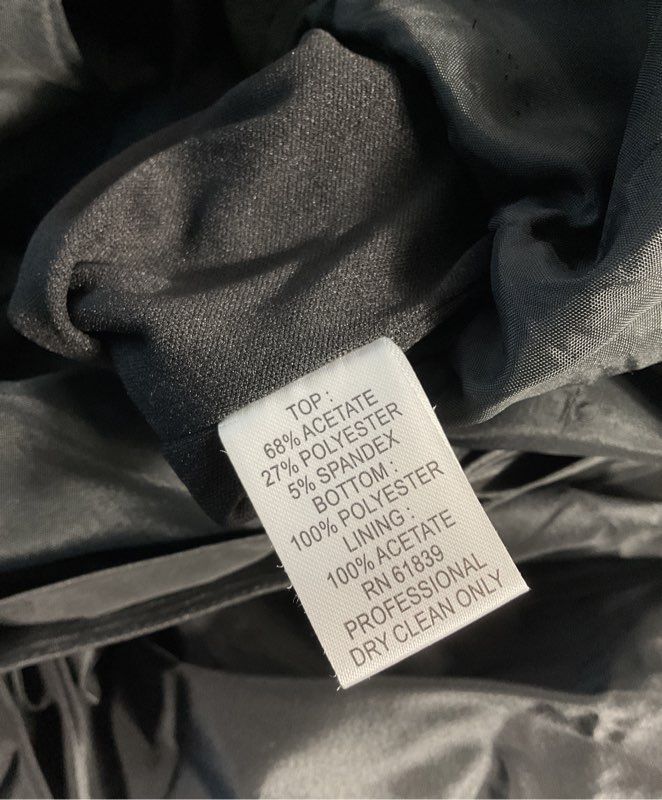 TOP :
68% ACETATE
27% POLYESTER
5% SPANDEX
BOTTOM :
100% POLYESTER
LINING :
100% ACETATE
RN 61839
PROFESSIONAL
DRY CLEAN ONLY